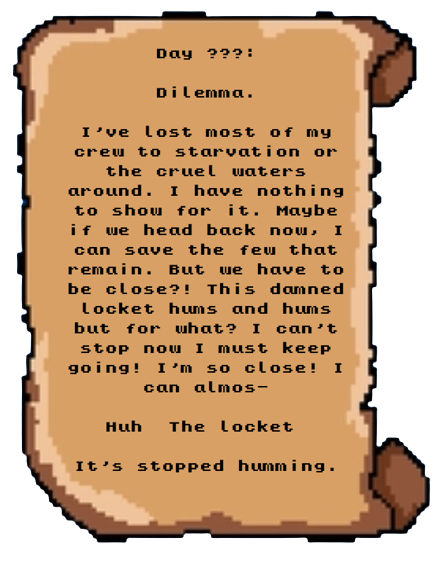 Day ???:
Dilemma.
I've lost most of my
crew to starvation or
the cruel waters
around. I have nothing
to show for it. Maybe
if we head back now, I
can save the few that
remain. But we have to
be close?! This damned
locket hums and hums
but for what? I can't
stop now I must keep
going! I'm so close! I
can almos-
Huh  The locket
It's stopped humming.